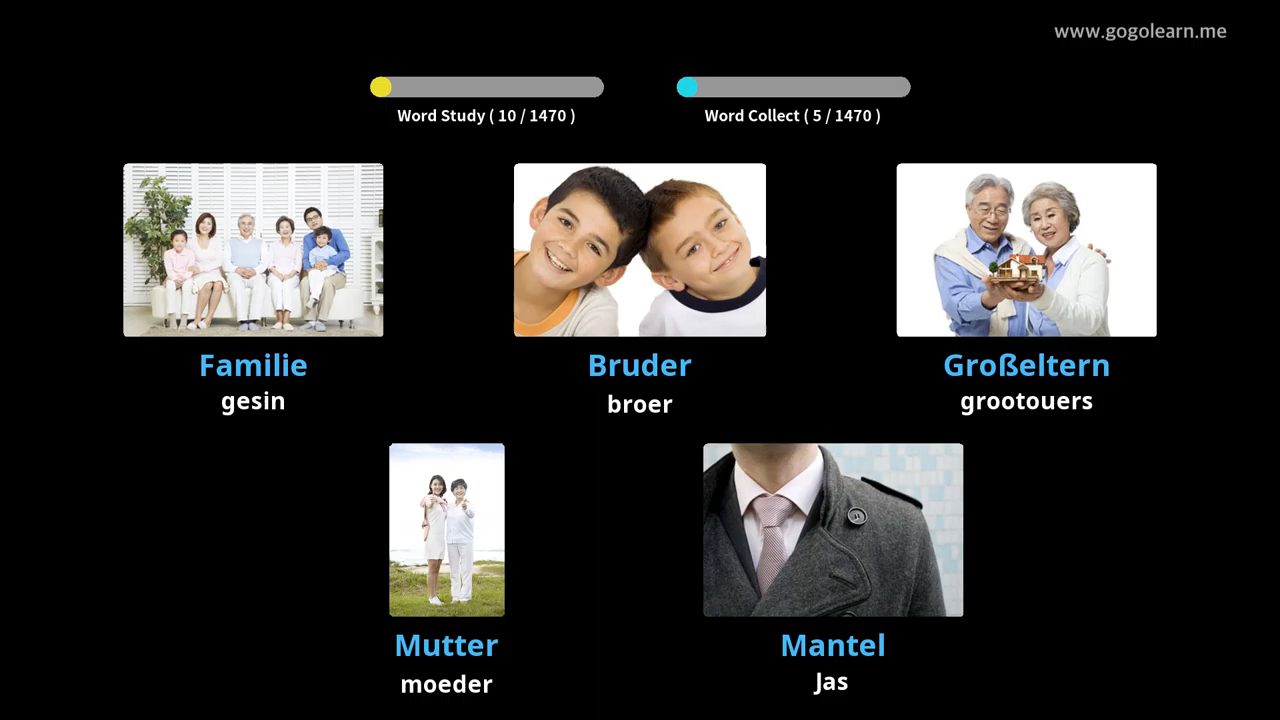 www.gogolearn.me
Word Study ( 10 / 1470 )
Word Collect ( 5 / 1470 )
Familie
gesin
Bruder
broer
Großeltern
grootouers
Mutter
moeder
Mantel
Jas